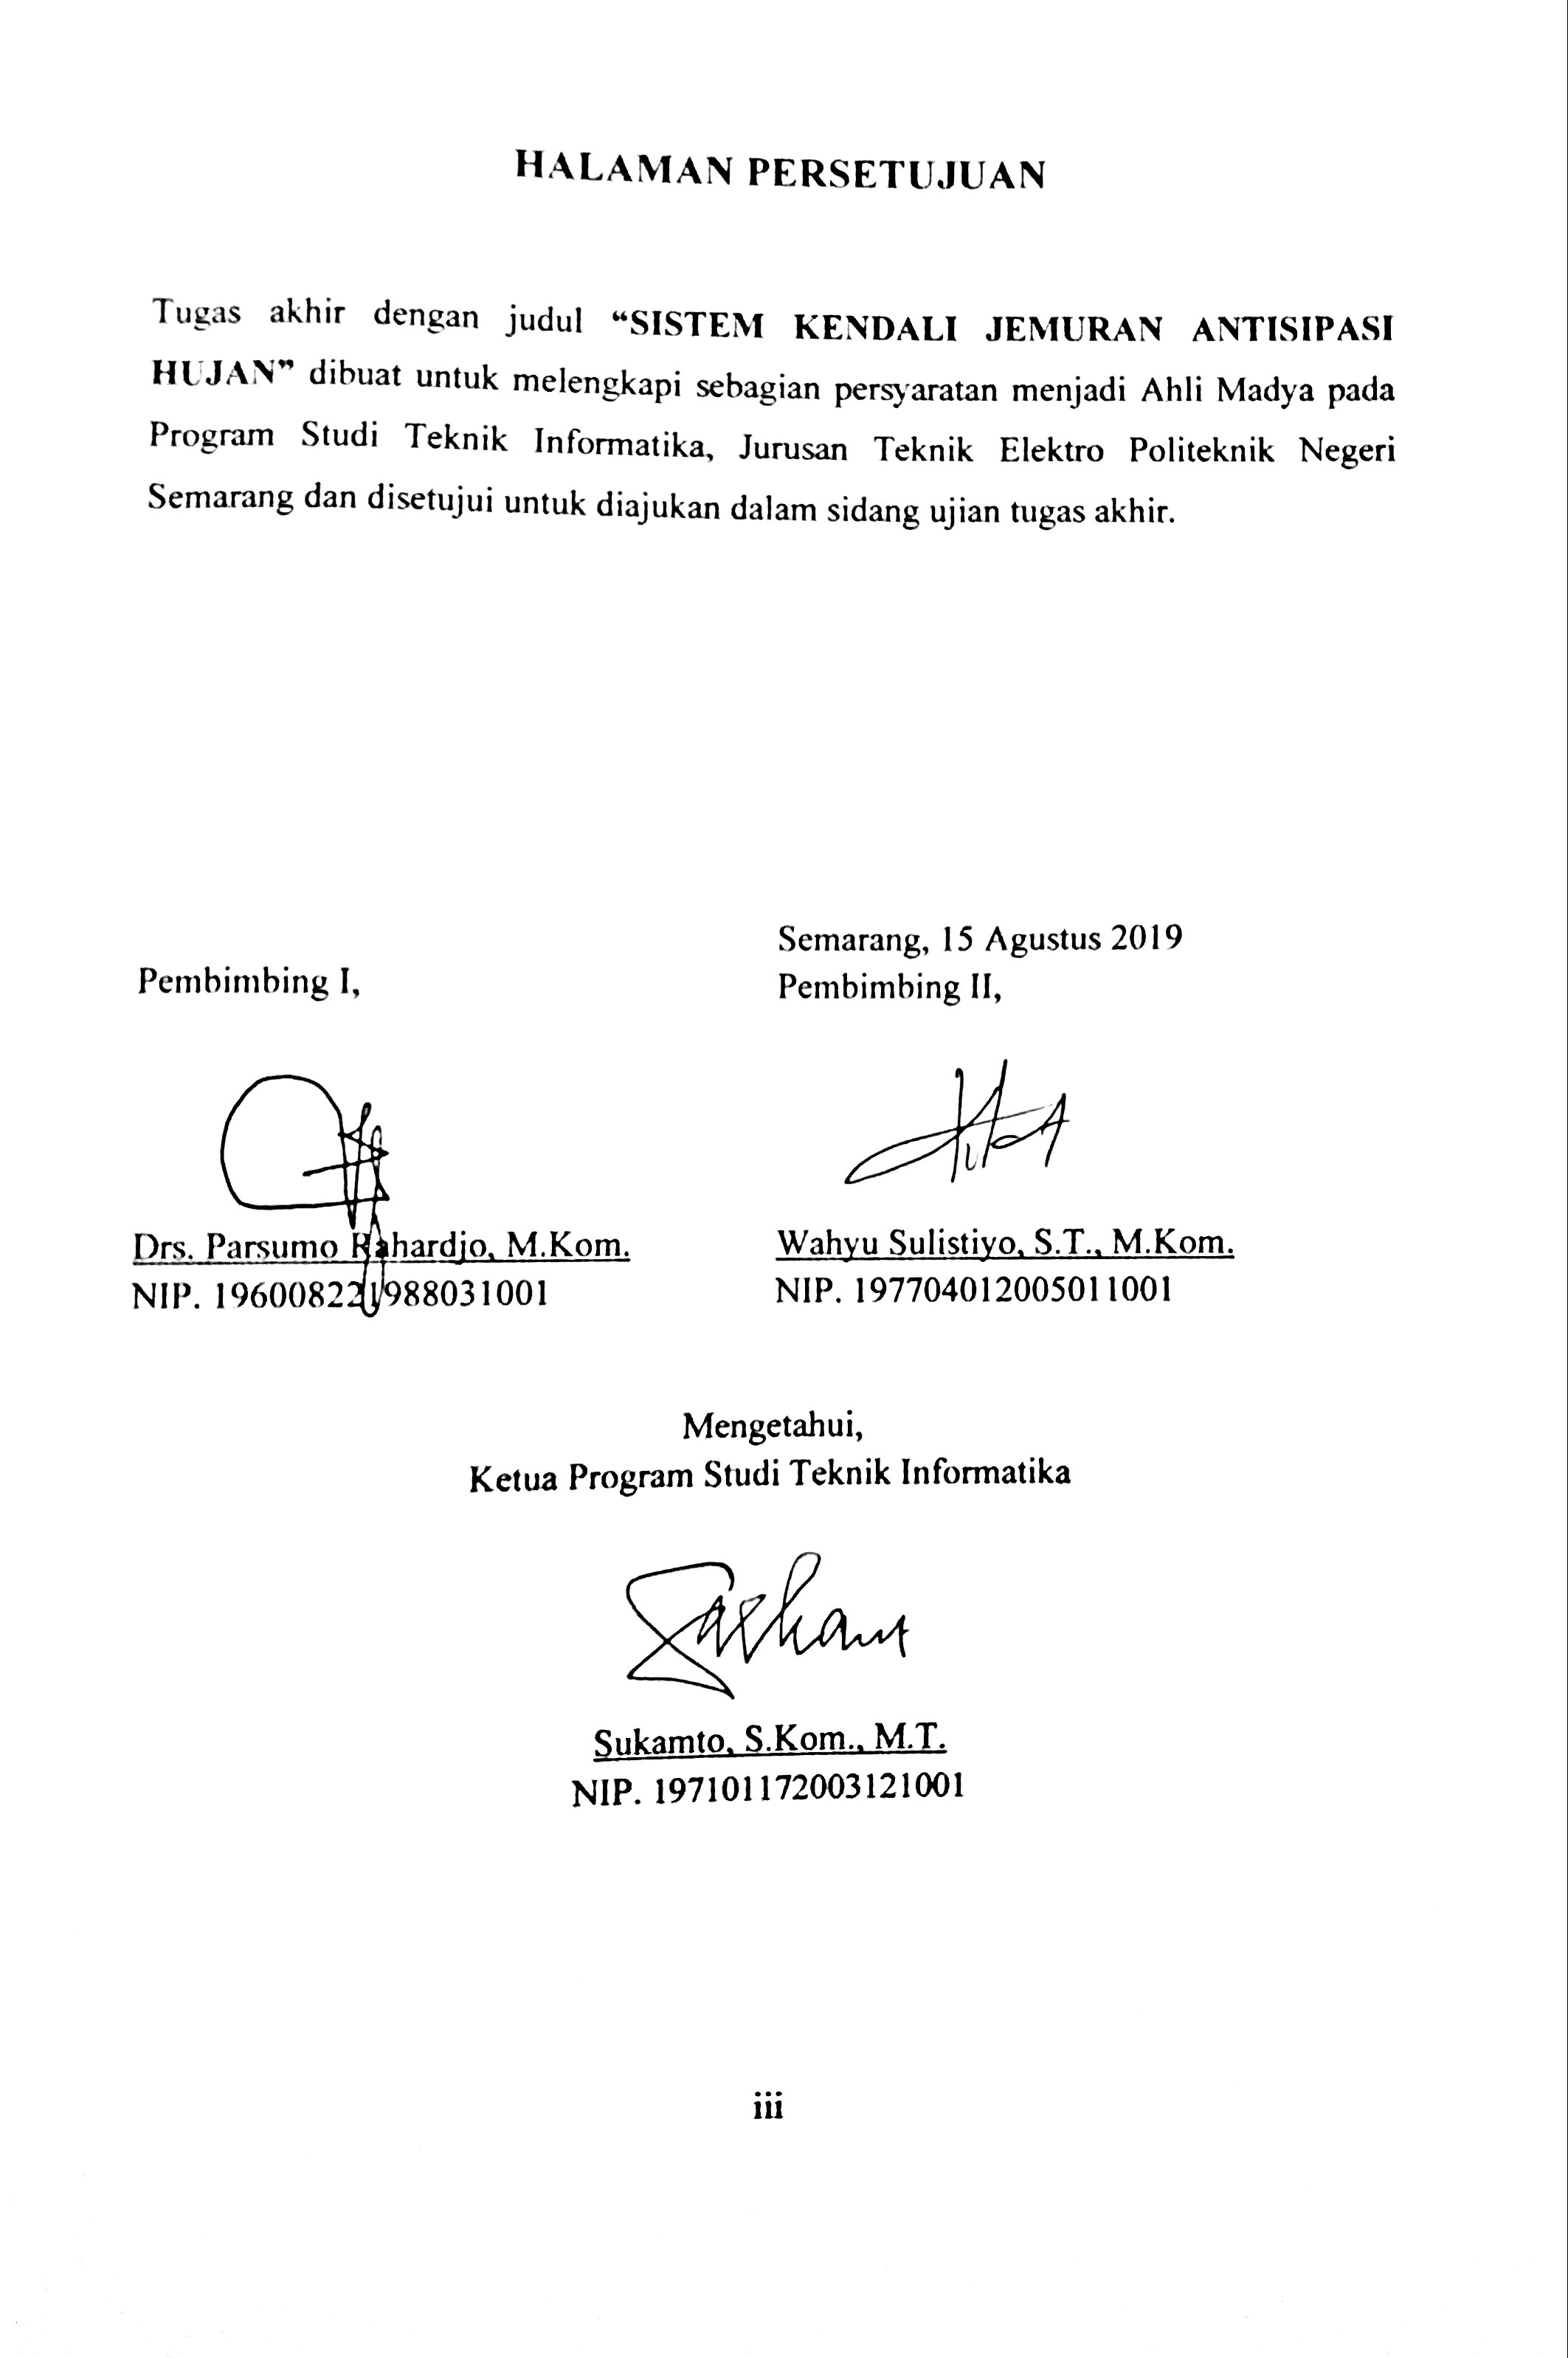 HALAMAN PERSETUJUAN
Tugas akhir dengan judul “SISTEM KENDALI JEMURAN ANTISIPASI
HUJAN” dibuat untuk melengkapi sebagian persyaratan menjadi Ahli Madya pada
Program Studi Teknik Informatika, Jurusan Teknik Elektro Politeknik Negeri
Semarang dan disetujui untuk diajukan dalam sidang ujian tugas akhir.
Semarang, 15 Agustus 2019
Pembimbing I,
Pembimbing II,
Drs. Parsumo Rahardjo, M.Kom.
NIP. 196008221988031001
Wahyu Sulistiyo, S.T., M.Kom.
NIP. 197704012005011001
Mengetahui,
Ketua Program Studi Teknik Informatika
Sukamto, S.Kom., M.T.
NIP. 197101172003121001
iii